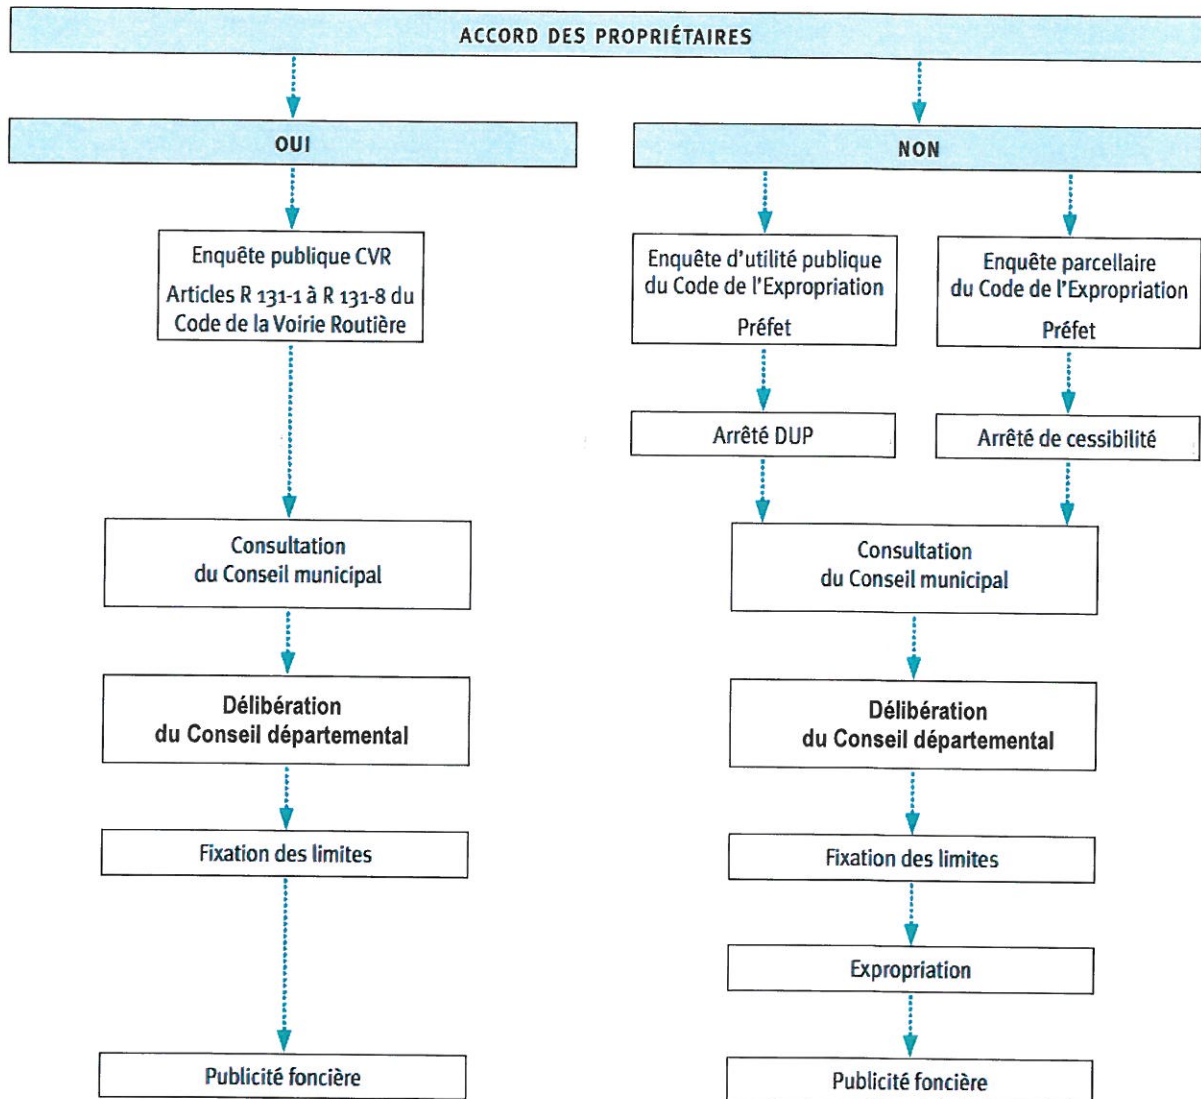 ACCORD DES PROPRIÉTAIRES
OUI
NON
Enquête publique CVR
Articles R 131-1 à R 131-8 du
Code de la Voirie Routière
Enquête d'utilité publique
du Code de l'Expropriation
Préfet
Enquête parcellaire
du Code de l'Expropriation
Préfet
Arrêté DUP
Arrêté de cessibilité
Consultation
du Conseil municipal
Consultation
du Conseil municipal
Délibération
du Conseil départemental
Délibération
du Conseil départemental
Fixation des limites
Fixation des limites
Expropriation
Publicité foncière
Publicité foncière